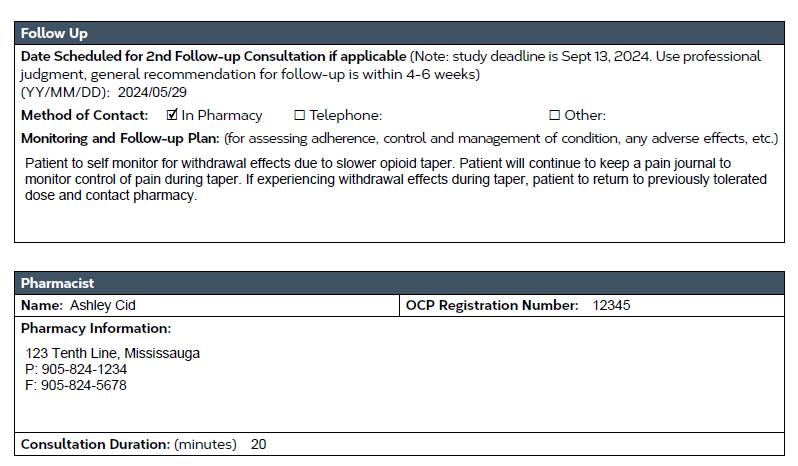 Follow Up
Date Scheduled for 2nd Follow-up Consultation if applicable (Note: study deadline is Sept 13, 2024. Use professional
judgment, general recommendation for follow-up is within 4-6 weeks)
(YY/MM/DD): 2024/05/29
Method of Contact: ☑ In Pharmacy ☐ Telephone: ☐ Other:
Monitoring and Follow-up Plan: (for assessing adherence, control and management of condition, any adverse effects, etc.)
Patient to self monitor for withdrawal effects due to slower opioid taper. Patient will continue to keep a pain journal to
monitor control of pain during taper. If experiencing withdrawal effects during taper, patient to return to previously tolerated
dose and contact pharmacy.
Pharmacist
Name: Ashley Cid OCP Registration Number: 12345
Pharmacy Information:
123 Tenth Line, Mississauga
P: 905-824-1234
F: 905-824-5678
Consultation Duration: (minutes) 20